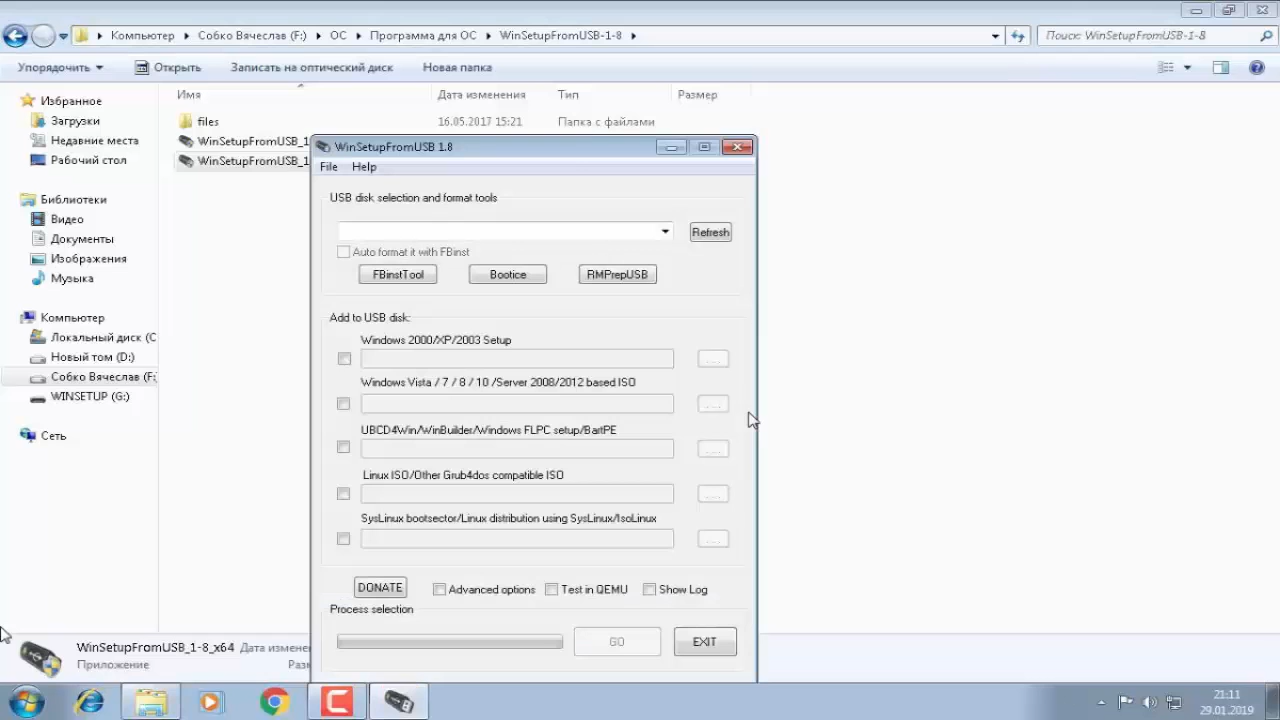 Компьютер
Собко Вячеслав (F:)
ОС
Программа для ОС
WinSetupFromUSB-1-8
Поиск: WinSetupFromUSB-1-8
Упорядочить
Открыть
Записать на оптический диск
Новая папка
Избранное
Загрузки
Недавние места
Рабочий стол
Библиотеки
Видео
Документы
Изображения
Музыка
Компьютер
Локальный диск (C
Новый том (D:)
Собко Вячеслав (F:
WINSETUP (G:)
Сеть
Имя
Дата изменения
Тип
Размер
files
16.05.2017 15:21
Папка с файлами
WinSetupFromUSB_1
WinSetupFromUSB_1
WinSetupFromUSB 1.8
File
Help
USB disk selection and format tools
Refresh
Auto format it with FBinst
FBinstTool
Bootice
RMPrepUSB
Add to USB disk:
Windows 2000/XP/2003 Setup
...
Windows Vista / 7 / 8 / 10 /Server 2008/2012 based ISO
...
UBCD4Win/WinBuilder/Windows FLPC setup/BartPE
...
Linux ISO/Other Grub4dos compatible ISO
...
SysLinux bootsector/Linux distribution using SysLinux/IsoLinux
...
DONATE
Advanced options
Test in QEMU
Show Log
Process selection
GO
EXIT
WinSetupFromUSB_1-8_x64
Дата изменен
Приложение
Разм
21:11
29.01.2019